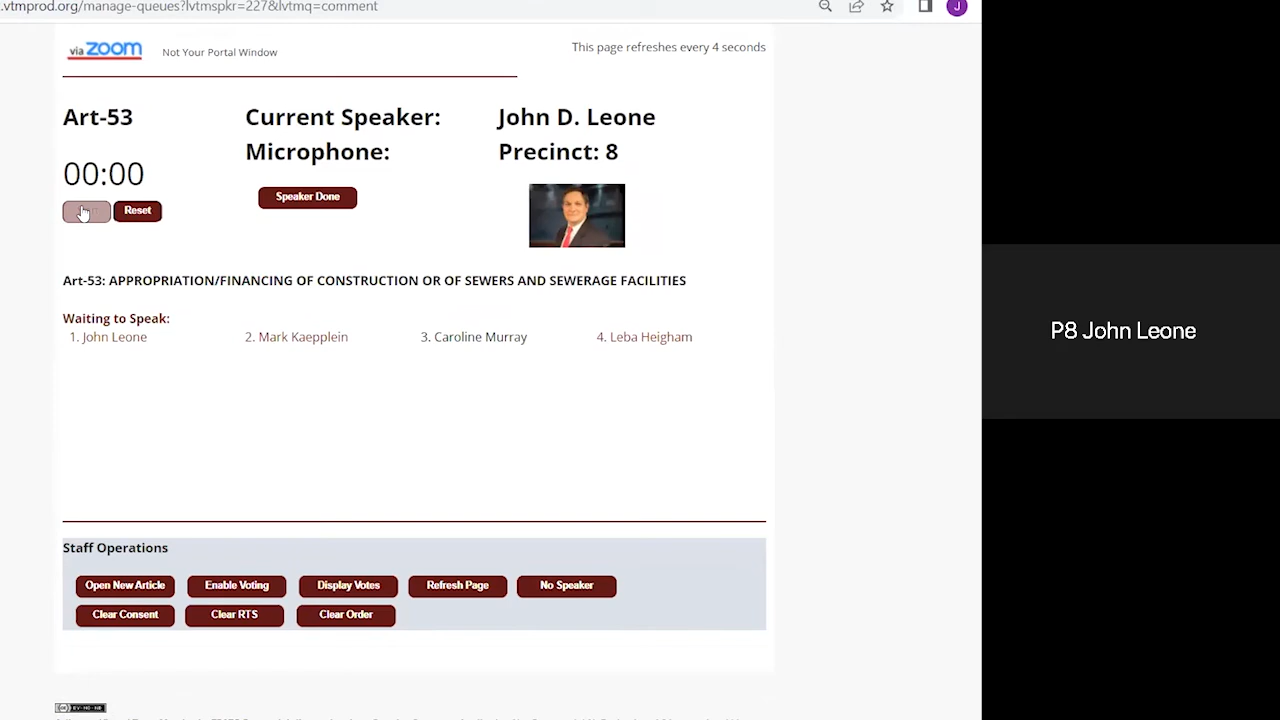 .vtmprod.org/manage-queues?lvtmspkr=227&lvtmq=comment
J
via zoom
Not Your Portal Window
This page refreshes every 4 seconds
Art-53
Current Speaker:
John D. Leone
Microphone:
Precinct: 8
00:00
Reset
Speaker Done
Art-53: APPROPRIATION/FINANCING OF CONSTRUCTION OR OF SEWERS AND SEWERAGE FACILITIES
Waiting to Speak:
1. John Leone
2. Mark Kaepplein
3. Caroline Murray
4. Leba Heigham
P8 John Leone
Staff Operations
Open New Article
Enable Voting
Display Votes
Refresh Page
No Speaker
Clear Consent
Clear RTS
Clear Order